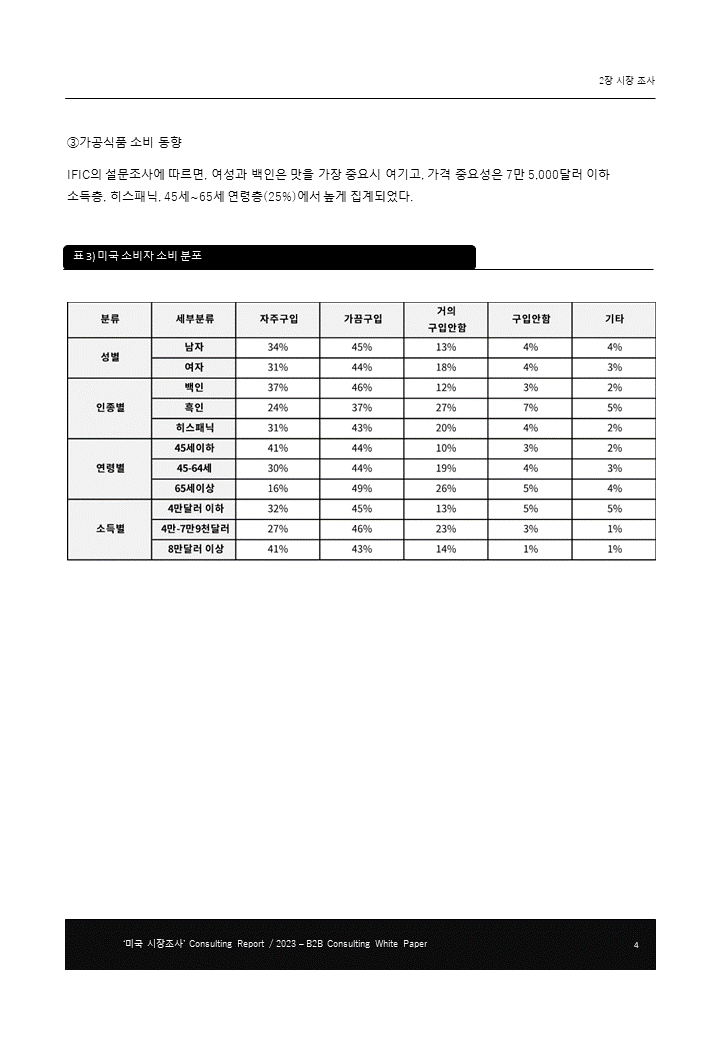 2장 시장 조사
③가공식품 소비 동향
IFIC의 설문조사에 따르면, 여성과 백인은 맛을 가장 중요시 여기고, 가격 중요성은 7만 5,000달러 이하
소득층, 히스패닉, 45세~65세 연령층(25%)에서 높게 집계되었다.
표 3) 미국 소비자 소비 분포
분류 세부분류 자주구입 가끔구입 거의 구입안함 구입안함 기타
성별 남자 34% 45% 13% 4% 4%
여자 31% 44% 18% 4% 3%
인종별 백인 37% 46% 12% 3% 2%
흑인 24% 37% 27% 7% 5%
히스패닉 31% 43% 20% 4% 2%
연령별 45세이하 41% 44% 10% 3% 2%
45-64세 30% 44% 19% 4% 3%
65세이상 16% 49% 26% 5% 4%
소득별 4만달러 이하 32% 45% 13% 5% 5%
4만-7만9천달러 27% 46% 23% 3% 1%
8만달러 이상 41% 43% 14% 1% 1%
'미국 시장조사' Consulting Report / 2023 – B2B Consulting White Paper 4